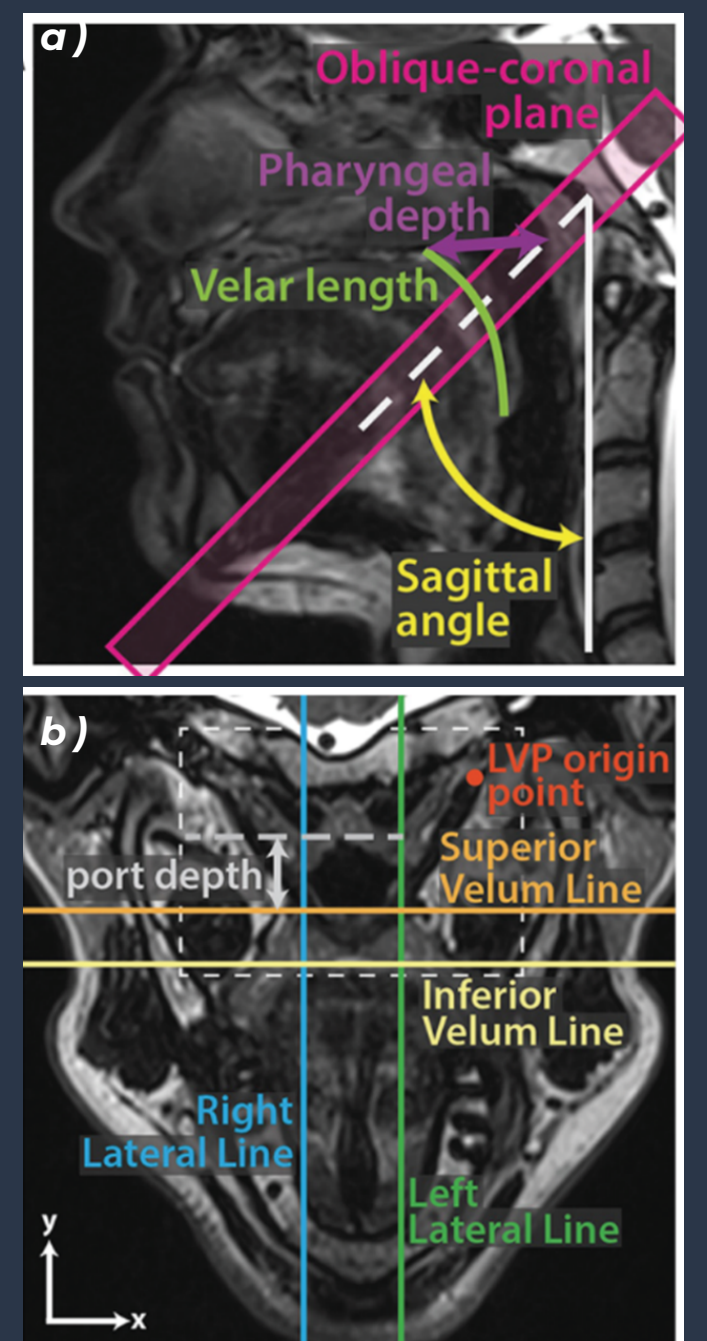 a)
Oblique-coronal
plane
Pharyngeal
depth
Velar length
Sagittal
angle
b)
LVP origin
point
Superior
Velum Line
port depth
Inferior
Velum Line
Right
Lateral Line
Left
Lateral Line
y
x